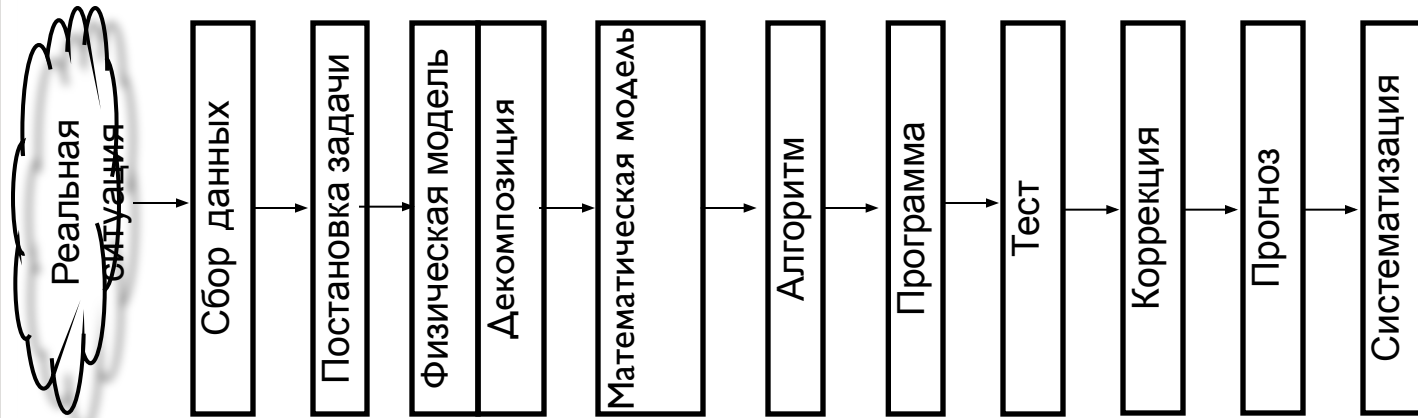 Реальная
ситуация
Сбор данных
Постановка задачи
Физическая модель
Декомпозиция
Математическая модель
Алгоритм
Программа
Тест
Коррекция
Прогноз
Систематизация